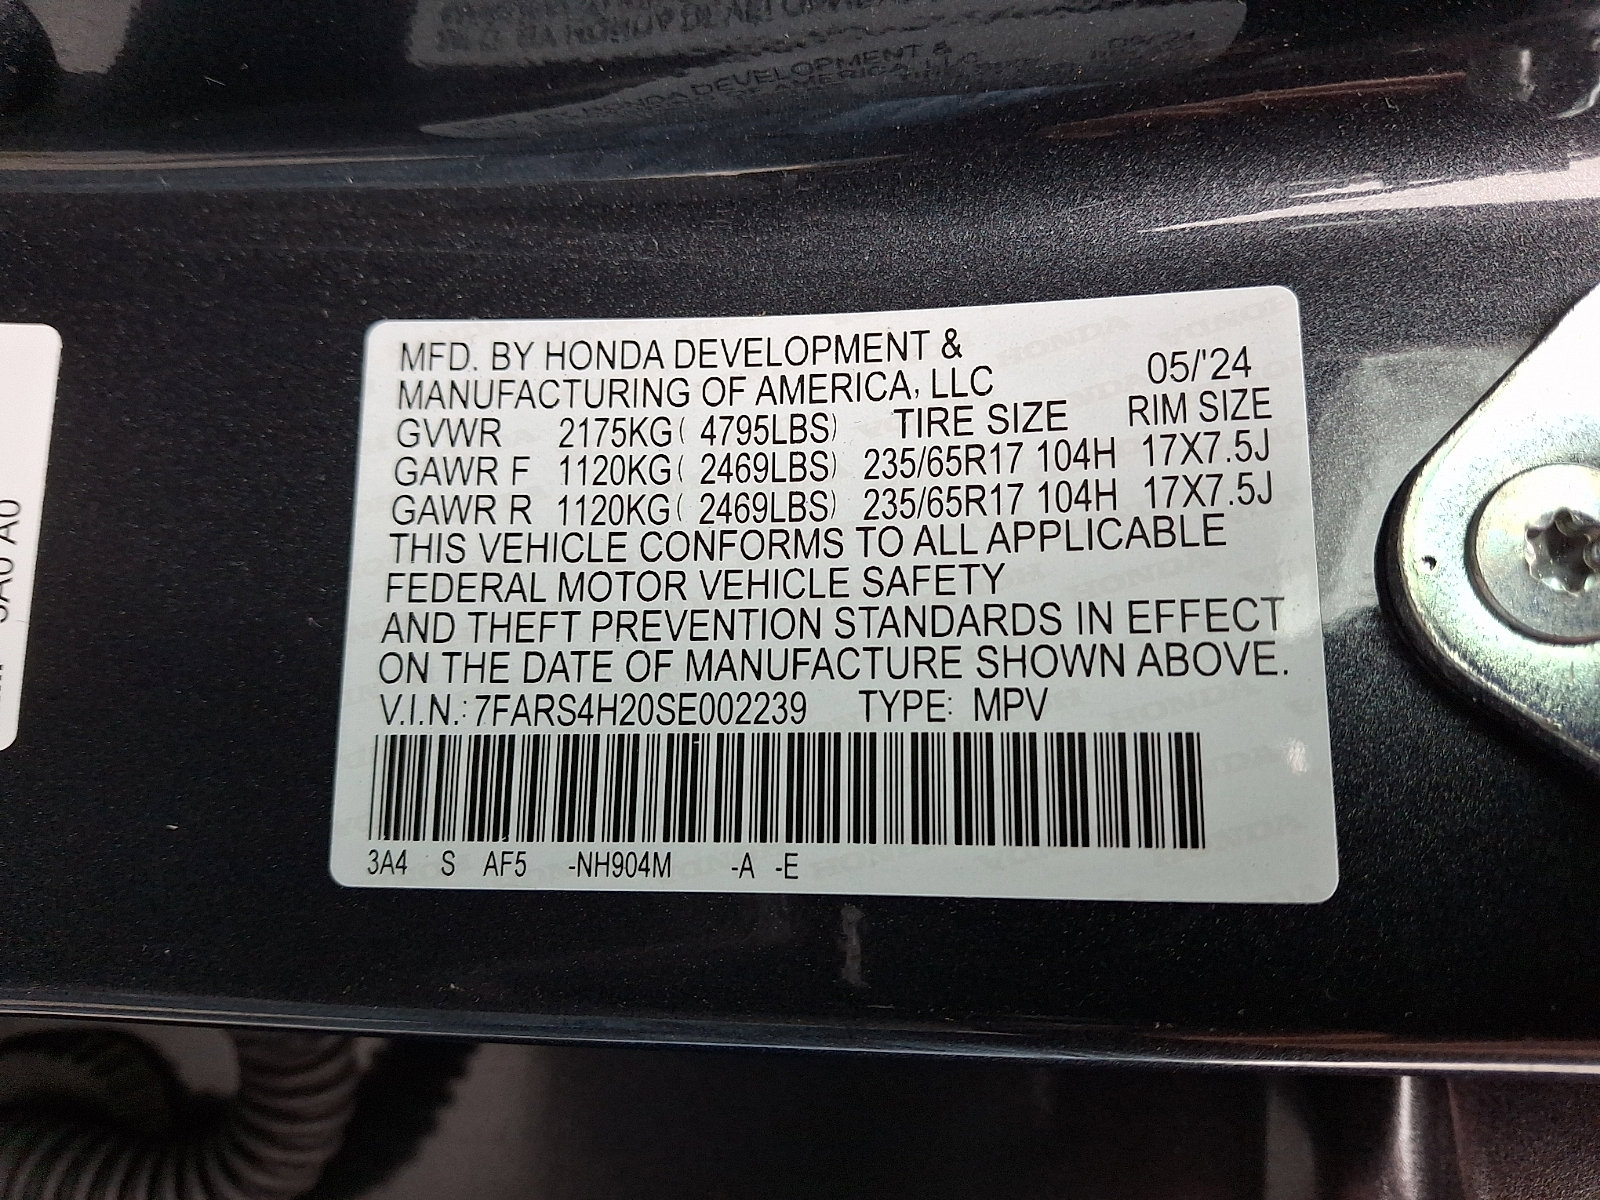 DEVELOPMENT &
MFD. BY HONDA DEVELOPMENT &
MANUFACTURING OF AMERICA, LLC 05/'24
GVWR 2175KG( 4795LBS) TIRE SIZE RIM SIZE
GAWR F 1120KG( 2469LBS) 235/65R17 104H 17X7.5J
GAWR R 1120KG( 2469LBS) 235/65R17 104H 17X7.5J
THIS VEHICLE CONFORMS TO ALL APPLICABLE
FEDERAL MOTOR VEHICLE SAFETY
AND THEFT PREVENTION STANDARDS IN EFFECT
ON THE DATE OF MANUFACTURE SHOWN ABOVE.
V.I.N.: 7FARS4H20SE002239 TYPE: MPV
3A4 S AF5 -NH904M -A -E